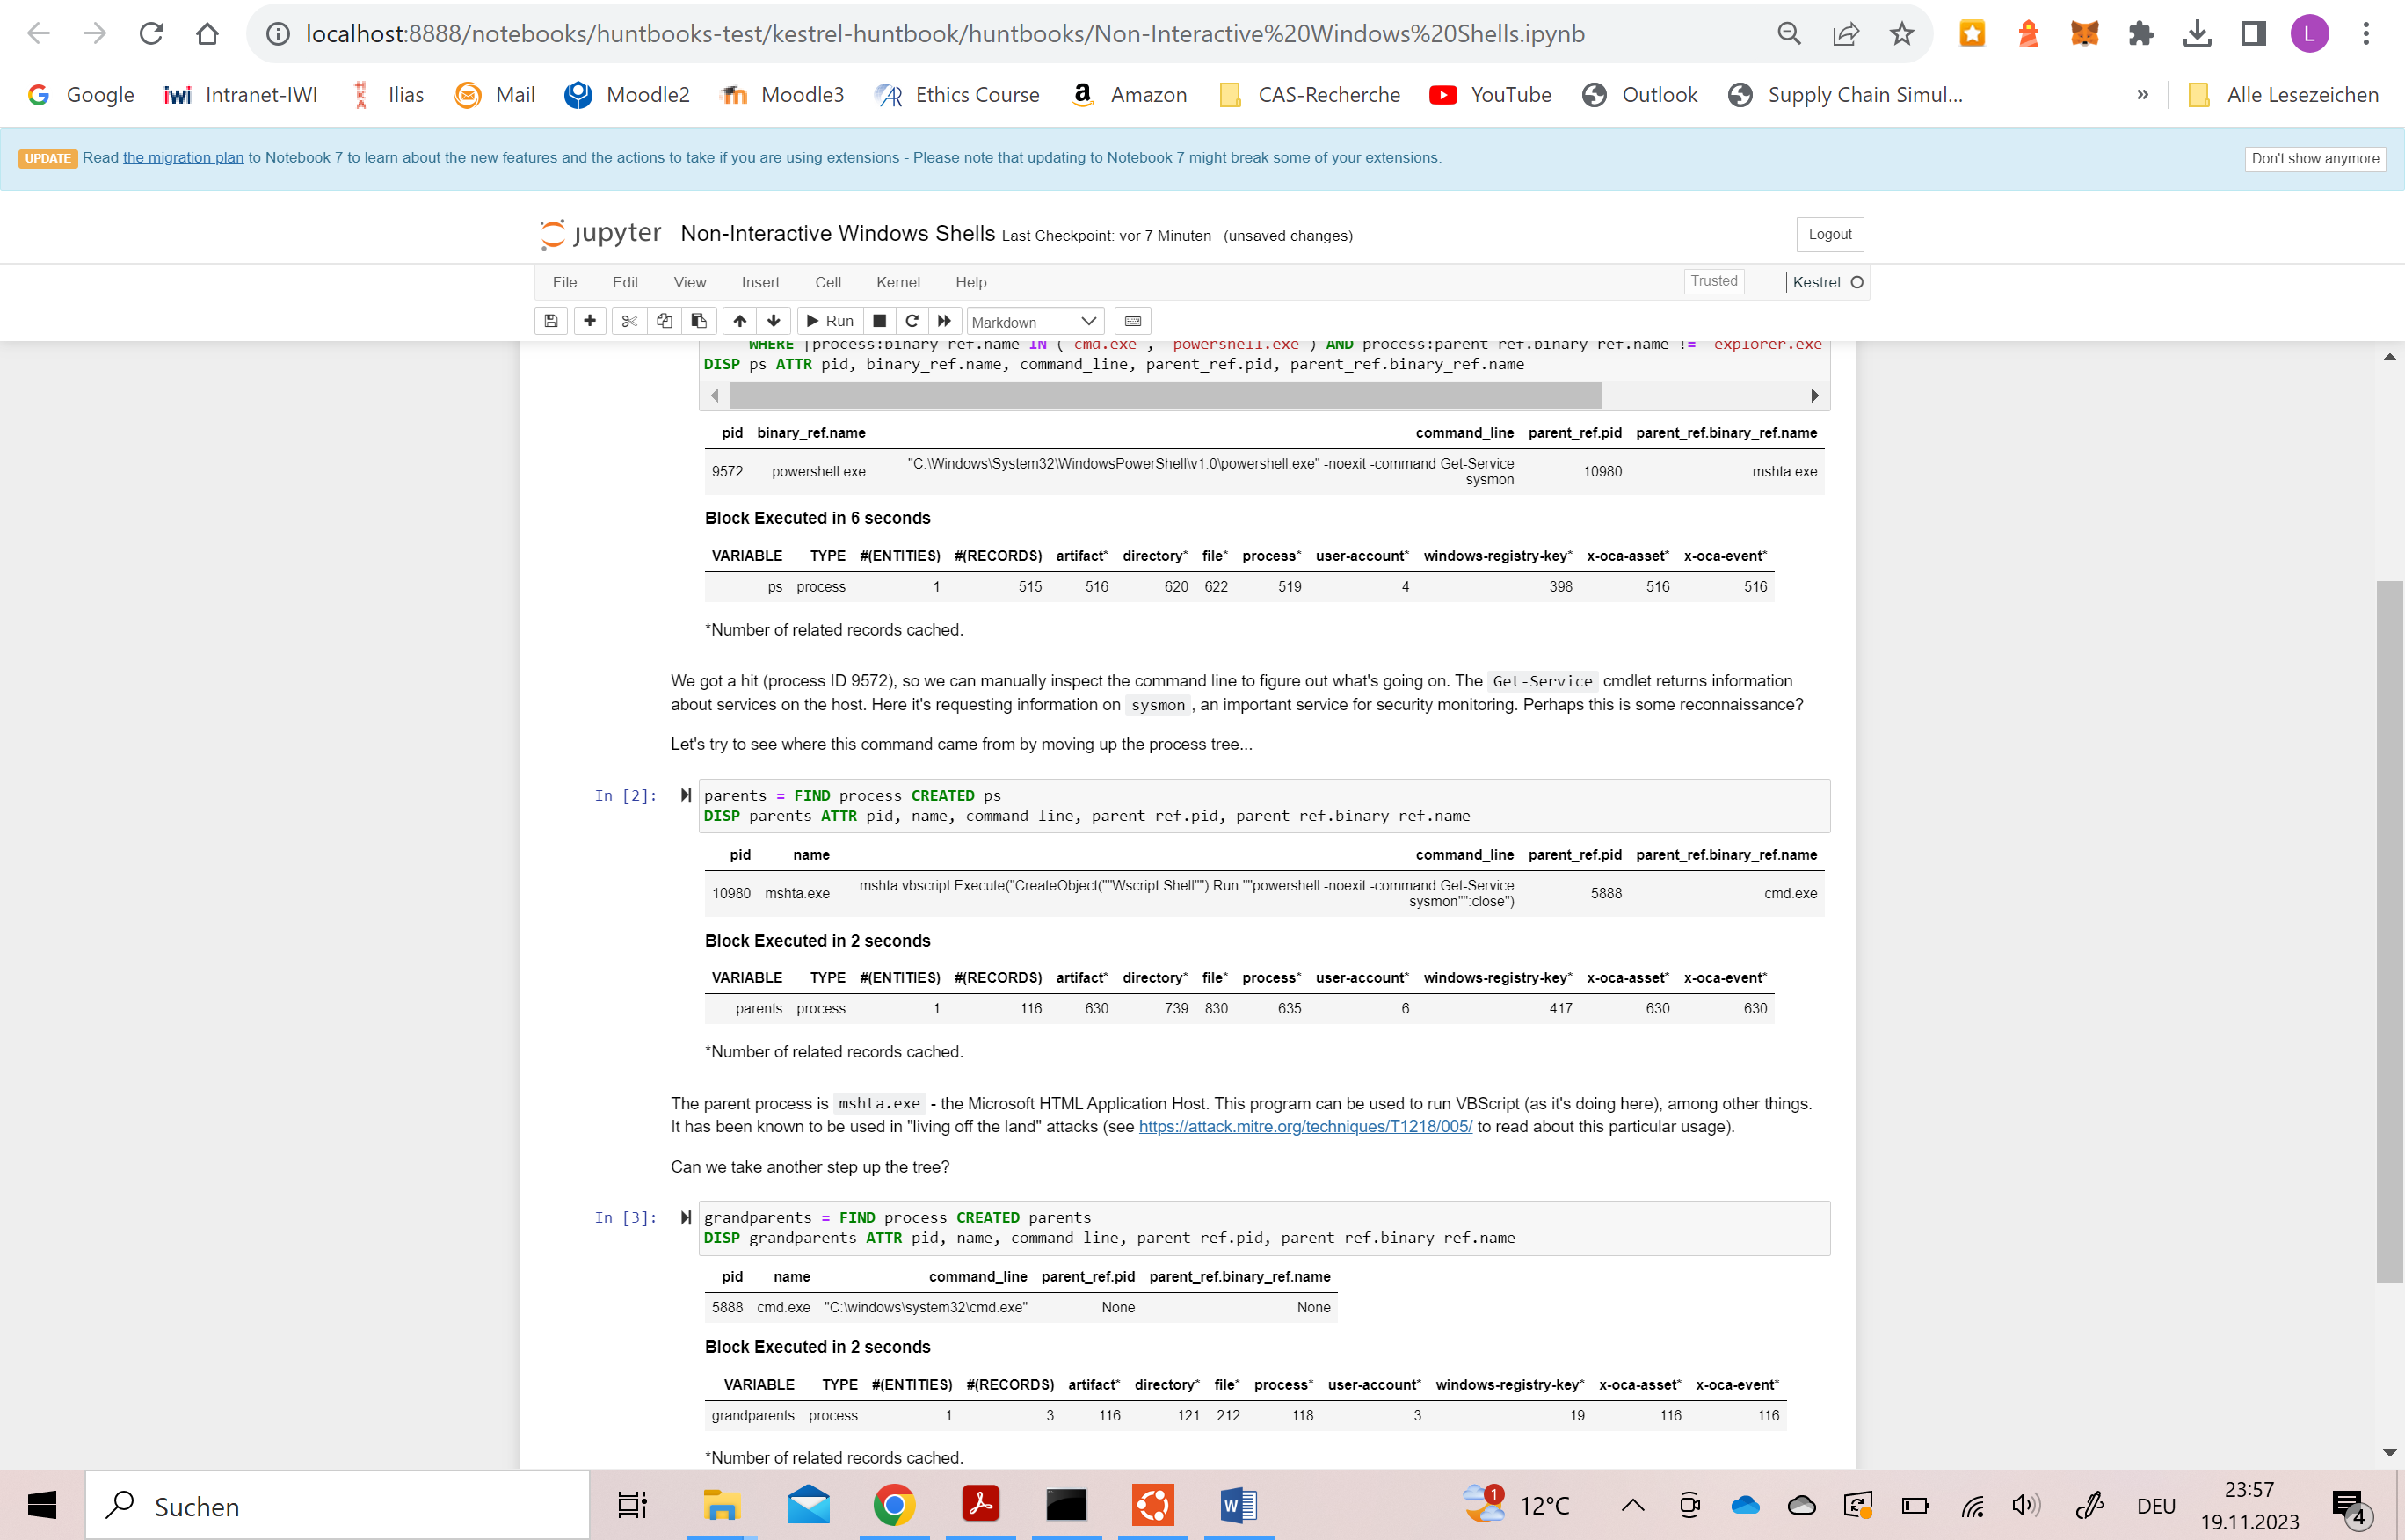 localhost:8888/notebooks/huntbooks-test/kestrel-huntbook/huntbooks/Non-Interactive%20Windows%20Shells.ipynb
L
Google Intranet-IWI Ilias Mail Moodle2 Moodle3 Ethics Course Amazon CAS-Recherche YouTube Outlook Supply Chain Simul... » Alle Lesezeichen
UPDATE Read the migration plan to Notebook 7 to learn about the new features and the actions to take if you are using extensions - Please note that updating to Notebook 7 might break some of your extensions.
Don't show anymore
jupyter Non-Interactive Windows Shells Last Checkpoint: vor 7 Minuten (unsaved changes)
Logout
File Edit View Insert Cell Kernel Help
Trusted Kestrel
Run Markdown
WHERE [process:binary_ref.name IN ('cmd.exe', 'powershell.exe') AND process:parent_ref.binary_ref.name != 'explorer.exe
DISP ps ATTR pid, binary_ref.name, command_line, parent_ref.pid, parent_ref.binary_ref.name
pid binary_ref.name command_line parent_ref.pid parent_ref.binary_ref.name
9572 powershell.exe "C:\Windows\System32\WindowsPowerShell\v1.0\powershell.exe" -noexit -command Get-Service sysmon 10980 mshta.exe
Block Executed in 6 seconds
VARIABLE TYPE #(ENTITIES) #(RECORDS) artifact* directory* file* process* user-account* windows-registry-key* x-oca-asset* x-oca-event*
ps process 1 515 516 620 622 519 4 398 516 516
*Number of related records cached.
We got a hit (process ID 9572), so we can manually inspect the command line to figure out what's going on. The Get-Service cmdlet returns information
about services on the host. Here it's requesting information on sysmon , an important service for security monitoring. Perhaps this is some reconnaissance?
Let's try to see where this command came from by moving up the process tree...
In [2]: parents = FIND process CREATED ps
DISP parents ATTR pid, name, command_line, parent_ref.pid, parent_ref.binary_ref.name
pid name command_line parent_ref.pid parent_ref.binary_ref.name
10980 mshta.exe mshta vbscript:Execute("CreateObject(""Wscript.Shell"").Run ""powershell -noexit -command Get-Service sysmon"":close") 5888 cmd.exe
Block Executed in 2 seconds
VARIABLE TYPE #(ENTITIES) #(RECORDS) artifact* directory* file* process* user-account* windows-registry-key* x-oca-asset* x-oca-event*
parents process 1 116 630 739 830 635 6 417 630 630
*Number of related records cached.
The parent process is mshta.exe - the Microsoft HTML Application Host. This program can be used to run VBScript (as it's doing here), among other things.
It has been known to be used in "living off the land" attacks (see https://attack.mitre.org/techniques/T1218/005/ to read about this particular usage).
Can we take another step up the tree?
In [3]: grandparents = FIND process CREATED parents
DISP grandparents ATTR pid, name, command_line, parent_ref.pid, parent_ref.binary_ref.name
pid name command_line parent_ref.pid parent_ref.binary_ref.name
5888 cmd.exe "C:\windows\system32\cmd.exe" None None
Block Executed in 2 seconds
VARIABLE TYPE #(ENTITIES) #(RECORDS) artifact* directory* file* process* user-account* windows-registry-key* x-oca-asset* x-oca-event*
grandparents process 1 3 116 121 212 118 3 19 116 116
*Number of related records cached.
Suchen
1 12°C DEU 23:57
19.11.2023 4